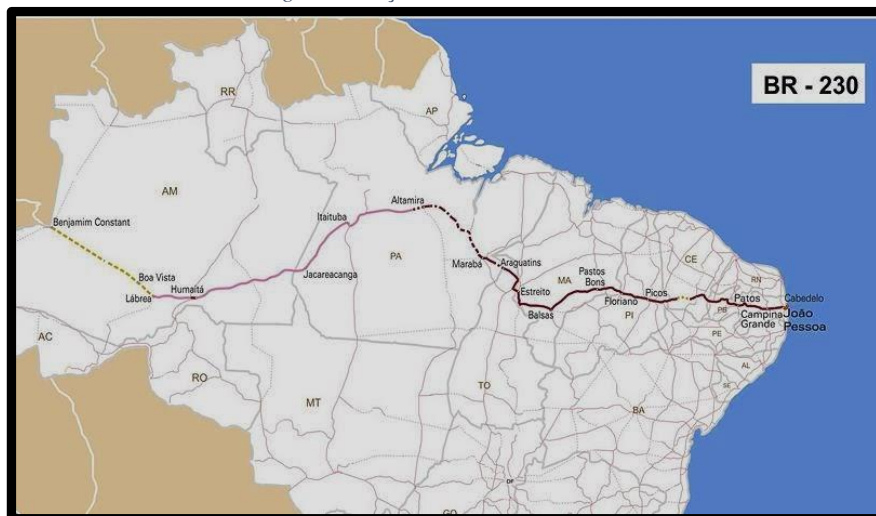 BR - 230
RR
AP
AM
Benjamim Constant
Altamira
Itaituba
PA
Boa Vista
Humaitá
Lábrea
Jacareacanga
Marabá
Araguatins
Estreito
MA
Pastos
Bons
Balsas
Floriano
Picos
PI
CE
RN
PB
Patos
Cabedelo
Campina
Grande
João
Pessoa
PE
AL
SE
AC
RO
MT
TO
BA
DF
GO